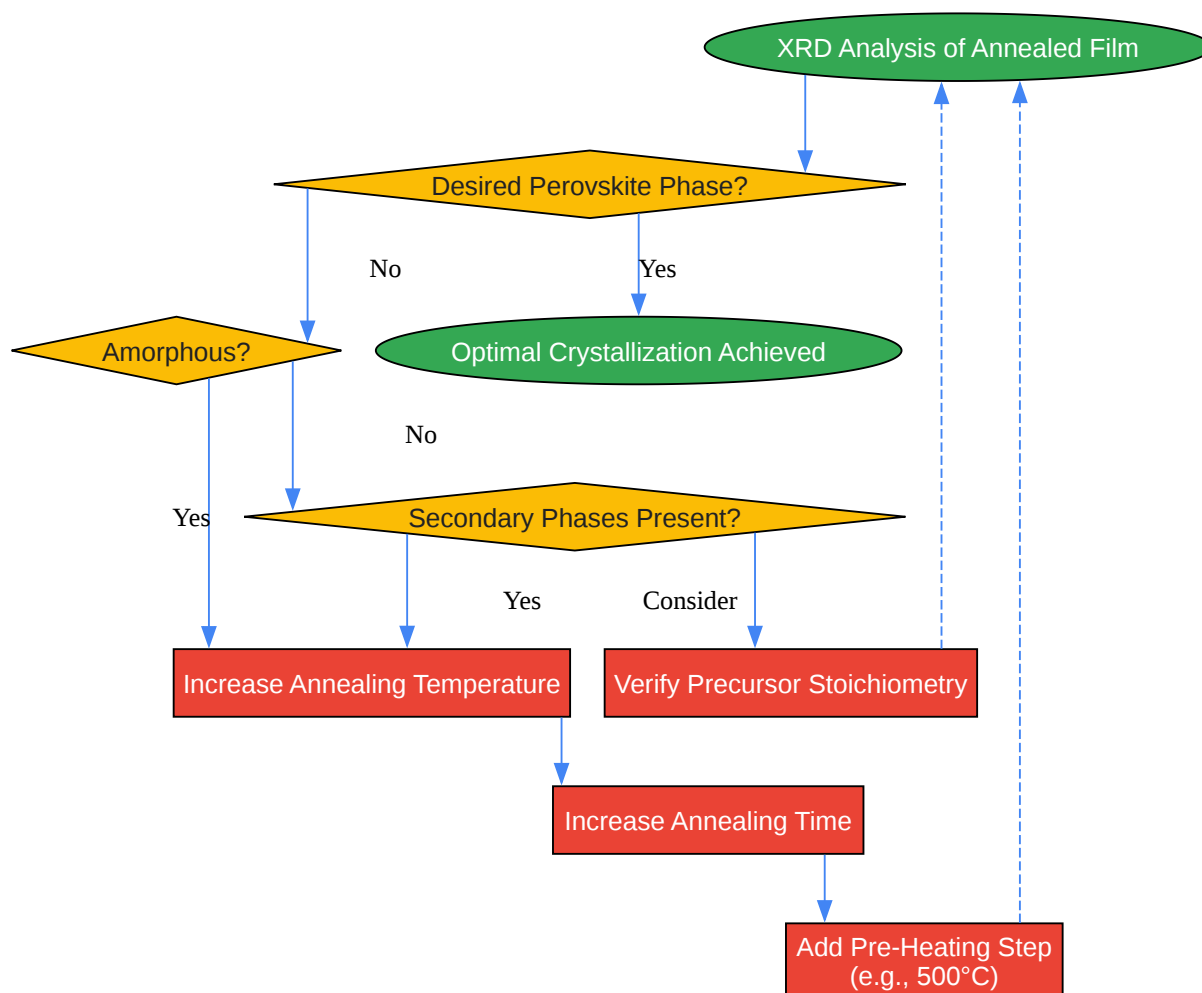 XRD Analysis of Annealed Film
Desired Perovskite Phase?
No
Yes
Amorphous?
Optimal Crystallization Achieved
No
Yes
Secondary Phases Present?
Yes
Consider
Increase Annealing Temperature
Verify Precursor Stoichiometry
Increase Annealing Time
Add Pre-Heating Step
(e.g., 500°C)